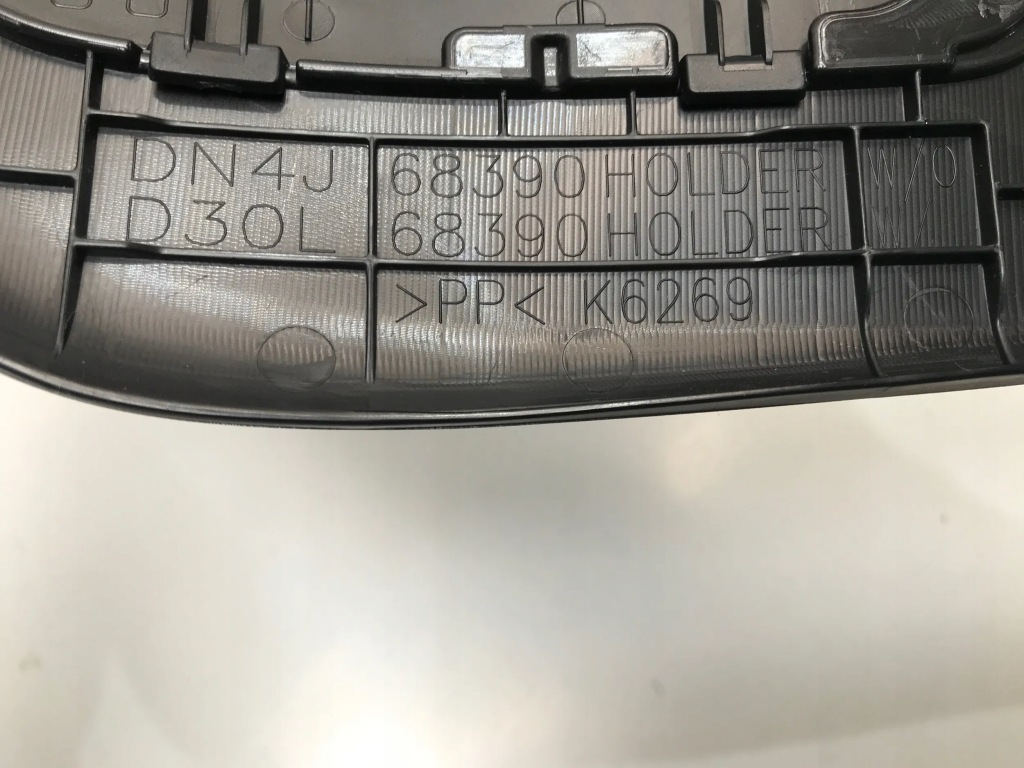 DN4J 68390 HOLDER W/O
D30L 68390 HOLDER W/
>PP< K6269